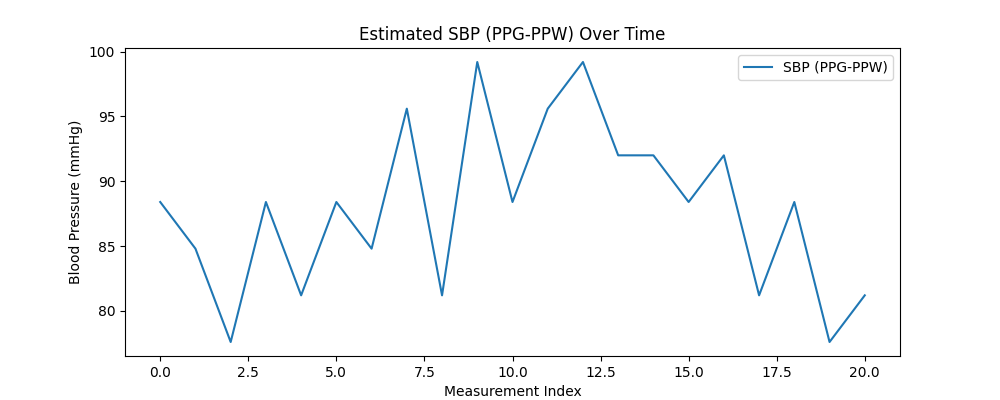 Estimated SBP (PPG-PPW) Over Time
SBP (PPG-PPW)
Blood Pressure (mmHg)
100
95
90
85
80
0.0 2.5 5.0 7.5 10.0 12.5 15.0 17.5 20.0
Measurement Index